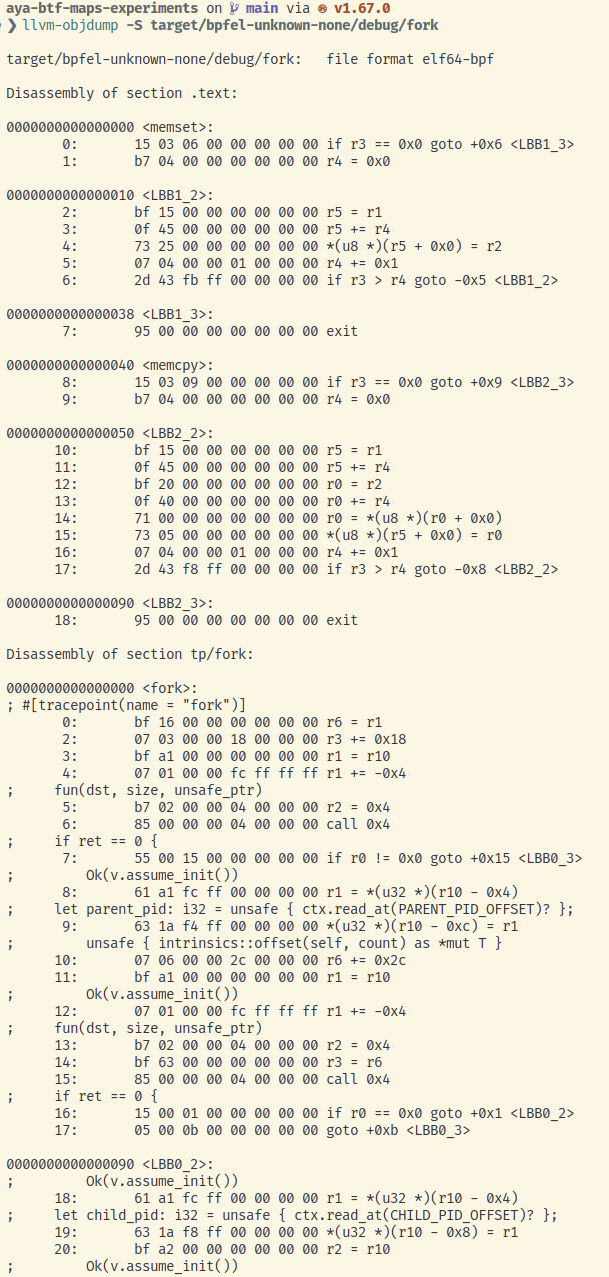 aya-btf-maps-experiments on main via v1.67.0
❯ llvm-objdump -S target/bpfel-unknown-none/debug/fork
target/bpfel-unknown-none/debug/fork:   file format elf64-bpf
Disassembly of section .text:
0000000000000000 <memset>:
       0:       15 03 06 00 00 00 00 00 if r3 == 0x0 goto +0x6 <LBB1_3>
       1:       b7 04 00 00 00 00 00 00 r4 = 0x0
0000000000000010 <LBB1_2>:
       2:       bf 15 00 00 00 00 00 00 r5 = r1
       3:       0f 45 00 00 00 00 00 00 r5 += r4
       4:       73 25 00 00 00 00 00 00 *(u8 *)(r5 + 0x0) = r2
       5:       07 04 00 00 01 00 00 00 r4 += 0x1
       6:       2d 43 fb ff 00 00 00 00 if r3 > r4 goto -0x5 <LBB1_2>
0000000000000038 <LBB1_3>:
       7:       95 00 00 00 00 00 00 00 exit
0000000000000040 <memcpy>:
       8:       15 03 09 00 00 00 00 00 if r3 == 0x0 goto +0x9 <LBB2_3>
       9:       b7 04 00 00 00 00 00 00 r4 = 0x0
0000000000000050 <LBB2_2>:
      10:       bf 15 00 00 00 00 00 00 r5 = r1
      11:       0f 45 00 00 00 00 00 00 r5 += r4
      12:       bf 20 00 00 00 00 00 00 r0 = r2
      13:       0f 40 00 00 00 00 00 00 r0 += r4
      14:       71 00 00 00 00 00 00 00 r0 = *(u8 *)(r0 + 0x0)
      15:       73 05 00 00 00 00 00 00 *(u8 *)(r5 + 0x0) = r0
      16:       07 04 00 00 01 00 00 00 r4 += 0x1
      17:       2d 43 f8 ff 00 00 00 00 if r3 > r4 goto -0x8 <LBB2_2>
0000000000000090 <LBB2_3>:
      18:       95 00 00 00 00 00 00 00 exit
Disassembly of section tp/fork:
0000000000000000 <fork>:
; #[tracepoint(name = "fork")]
       0:       bf 16 00 00 00 00 00 00 r6 = r1
       2:       07 03 00 00 18 00 00 00 r3 += 0x18
       3:       bf a1 00 00 00 00 00 00 r1 = r10
       4:       07 01 00 00 fc ff ff ff r1 += -0x4
;     fun(dst, size, unsafe_ptr)
       5:       b7 02 00 00 04 00 00 00 r2 = 0x4
       6:       85 00 00 00 04 00 00 00 call 0x4
;     if ret == 0 {
       7:       55 00 15 00 00 00 00 00 if r0 != 0x0 goto +0x15 <LBB0_3>
;         Ok(v.assume_init())
       8:       61 a1 fc ff 00 00 00 00 r1 = *(u32 *)(r10 - 0x4)
;     let parent_pid: i32 = unsafe { ctx.read_at(PARENT_PID_OFFSET)? };
       9:       63 1a f4 ff 00 00 00 00 *(u32 *)(r10 - 0xc) = r1
;         unsafe { intrinsics::offset(self, count) as *mut T }
      10:       07 06 00 00 2c 00 00 00 r6 += 0x2c
      11:       bf a1 00 00 00 00 00 00 r1 = r10
;         Ok(v.assume_init())
      12:       07 01 00 00 fc ff ff ff r1 += -0x4
;     fun(dst, size, unsafe_ptr)
      13:       b7 02 00 00 04 00 00 00 r2 = 0x4
      14:       bf 63 00 00 00 00 00 00 r3 = r6
      15:       85 00 00 00 04 00 00 00 call 0x4
;     if ret == 0 {
      16:       15 00 01 00 00 00 00 00 if r0 == 0x0 goto +0x1 <LBB0_2>
      17:       05 00 0b 00 00 00 00 00 goto +0xb <LBB0_3>
0000000000000090 <LBB0_2>:
;         Ok(v.assume_init())
      18:       61 a1 fc ff 00 00 00 00 r1 = *(u32 *)(r10 - 0x4)
;     let child_pid: i32 = unsafe { ctx.read_at(CHILD_PID_OFFSET)? };
      19:       63 1a f8 ff 00 00 00 00 *(u32 *)(r10 - 0x8) = r1
      20:       bf a2 00 00 00 00 00 00 r2 = r10
;         Ok(v.assume_init())